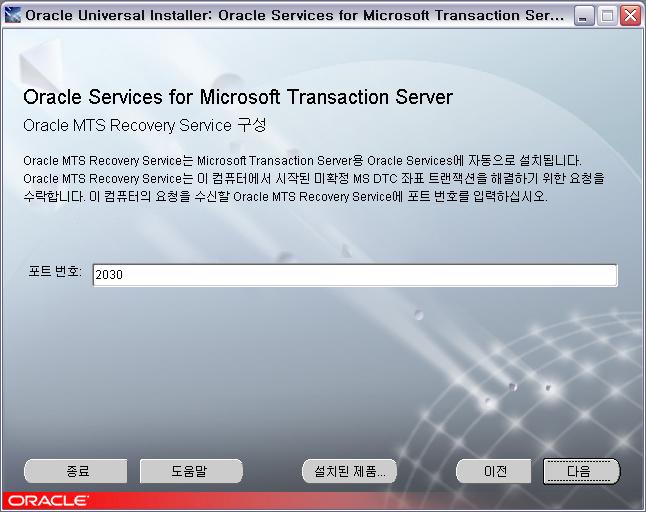 Oracle Universal Installer: Oracle Services for Microsoft Transaction Ser...
Oracle Services for Microsoft Transaction Server
Oracle MTS Recovery Service 구성
Oracle MTS Recovery Service는 Microsoft Transaction Server용 Oracle Services에 자동으로 설치됩니다.
Oracle MTS Recovery Service는 이 컴퓨터에서 시작된 미확정 MS DTC 좌표 트랜잭션을 해결하기 위한 요청을
수락합니다. 이 컴퓨터의 요청을 수신할 Oracle MTS Recovery Service에 포트 번호를 입력하십시오.
포트 번호: 2030
종료 도움말 설치된 제품... 이전 다음
ORACLE